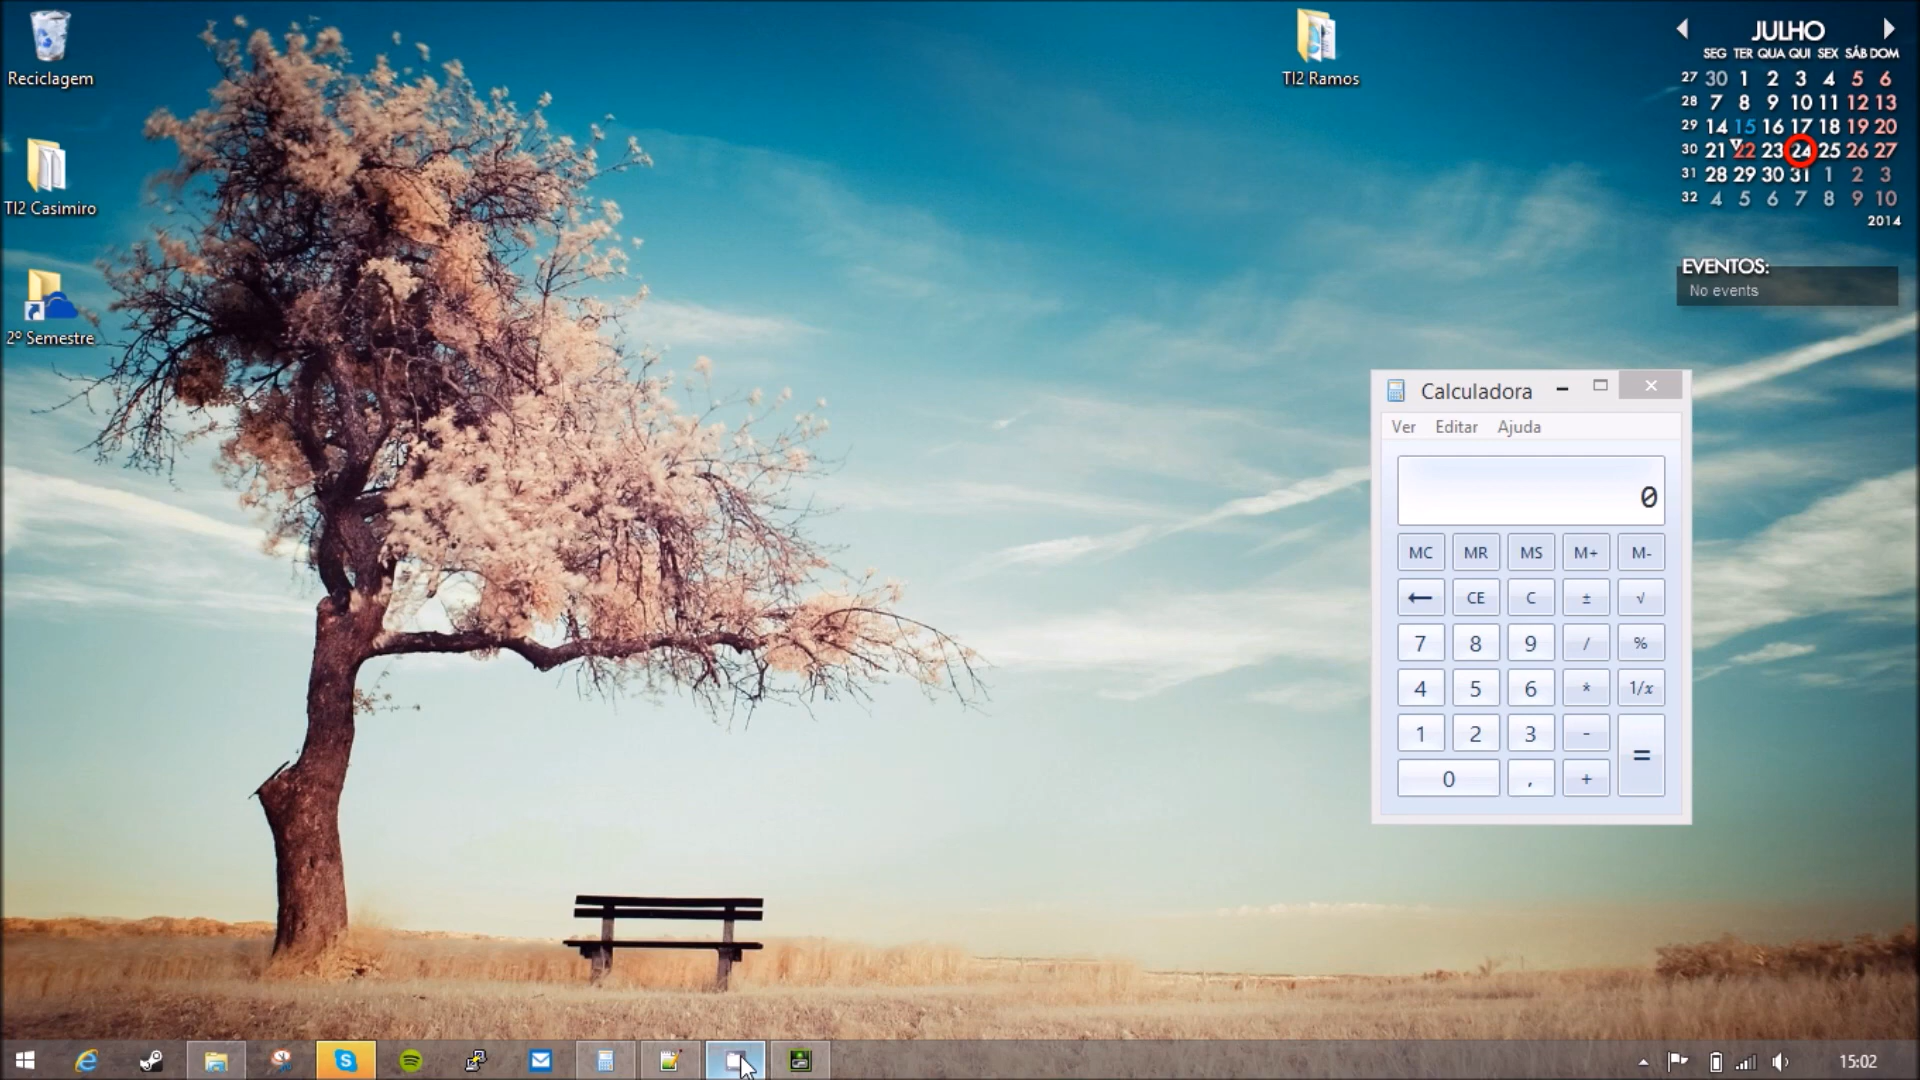 Reciclagem
TI2 Casimiro
2º Semestre
TI2 Ramos
JULHO
SEG TER QUA QUI SEX SÁB DOM
27 30 1 2 3 4 5 6
28 7 8 9 10 11 12 13
29 14 15 16 17 18 19 20
30 21 22 23 24 25 26 27
31 28 29 30 31 1 2 3
32 4 5 6 7 8 9 10
2014
EVENTOS:
No events
Calculadora
Ver Editar Ajuda
0
MC MR MS M+ M-
← CE C ± √
7 8 9 / %
4 5 6 * 1/x
1 2 3 - =
0 , +
15:02